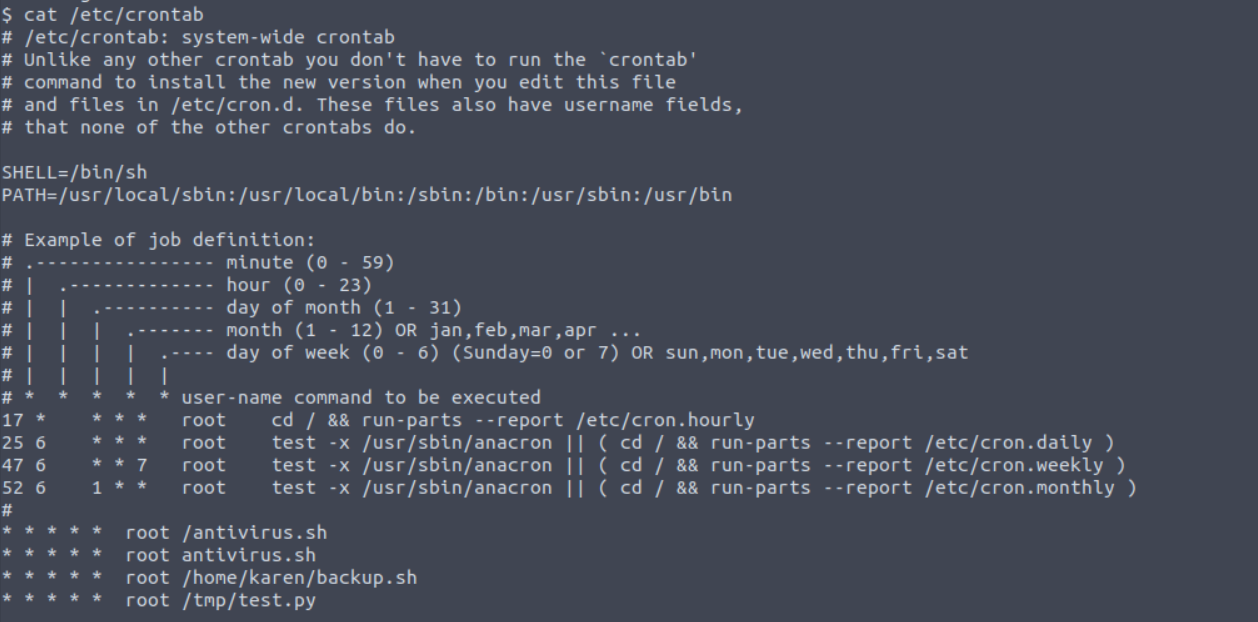 $ cat /etc/crontab
# /etc/crontab: system-wide crontab
# Unlike any other crontab you don't have to run the `crontab'
# command to install the new version when you edit this file
# and files in /etc/cron.d. These files also have username fields,
# that none of the other crontabs do.

SHELL=/bin/sh
PATH=/usr/local/sbin:/usr/local/bin:/sbin:/bin:/usr/sbin:/usr/bin

# Example of job definition:
# .---------------- minute (0 - 59)
# |  .------------- hour (0 - 23)
# |  |  .---------- day of month (1 - 31)
# |  |  |  .------- month (1 - 12) OR jan,feb,mar,apr ...
# |  |  |  |  .---- day of week (0 - 6) (Sunday=0 or 7) OR sun,mon,tue,wed,thu,fri,sat
# |  |  |  |  |
# *  *  *  *  * user-name command to be executed
17 *    * * *   root    cd / && run-parts --report /etc/cron.hourly
25 6    * * *   root    test -x /usr/sbin/anacron || ( cd / && run-parts --report /etc/cron.daily )
47 6    * * 7   root    test -x /usr/sbin/anacron || ( cd / && run-parts --report /etc/cron.weekly )
52 6    1 * *   root    test -x /usr/sbin/anacron || ( cd / && run-parts --report /etc/cron.monthly )
#
* * * * *  root /antivirus.sh
* * * * *  root antivirus.sh
* * * * *  root /home/karen/backup.sh
* * * * *  root /tmp/test.py